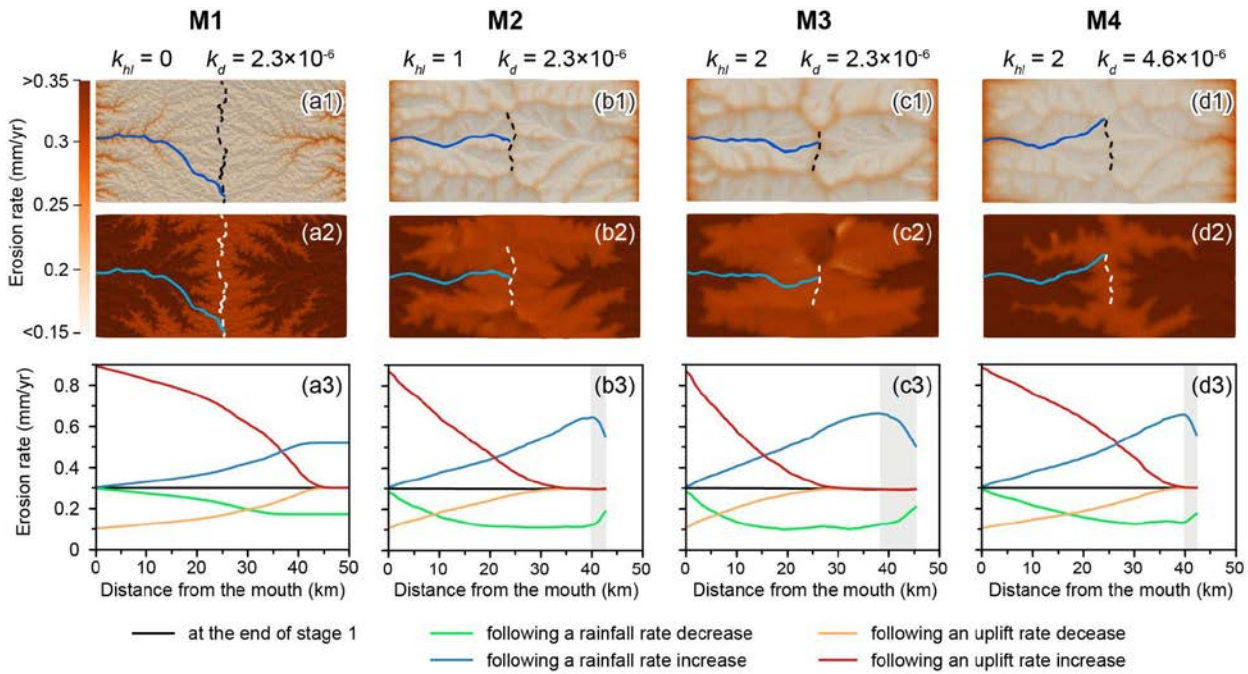 M1 M2 M3 M4
k_hl = 0 k_d = 2.3×10⁻⁶ k_hl = 1 k_d = 2.3×10⁻⁶ k_hl = 2 k_d = 2.3×10⁻⁶ k_hl = 2 k_d = 4.6×10⁻⁶
>0.35
0.3
0.25
0.2
<0.15
Erosion rate (mm/yr)
(a1) (b1) (c1) (d1)
(a2) (b2) (c2) (d2)
(a3) (b3) (c3) (d3)
Erosion rate (mm/yr)
0.8
0.6
0.4
0.2
0
0 10 20 30 40 50 0 10 20 30 40 50 0 10 20 30 40 50 0 10 20 30 40 50
Distance from the mouth (km) Distance from the mouth (km) Distance from the mouth (km) Distance from the mouth (km)
at the end of stage 1 following a rainfall rate decrease following an uplift rate decease
following a rainfall rate increase following an uplift rate increase